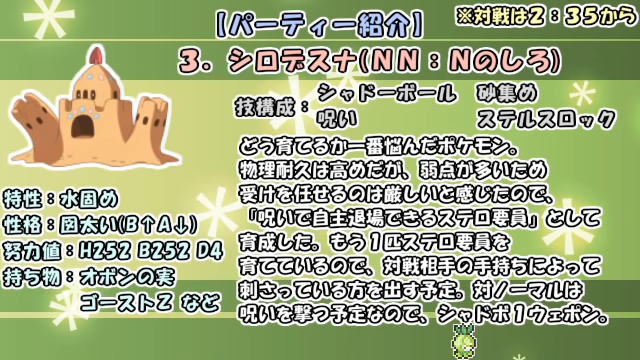 【パーティー紹介】
※対戦は2：35から
3．シロデスナ(NN：Nのしろ)
技構成：シャドーボール 砂集め
呪い ステルスロック
どう育てるか一番悩んだポケモン。
物理耐久は高めだが、弱点が多いため
受けを任せるのは厳しいと感じたので、
「呪いで自主退場できるステロ要員」として
育成した。もう1匹ステロ要員を
育てているので、対戦相手の手持ちによって
刺さっている方を出す予定。対ノーマルは
呪いを撃つ予定なので、シャドボ1ウェポン。
特性：水固め
性格：図太い(B↑A↓)
努力値：H252 B252 D4
持ち物：オボンの実
ゴーストZ など